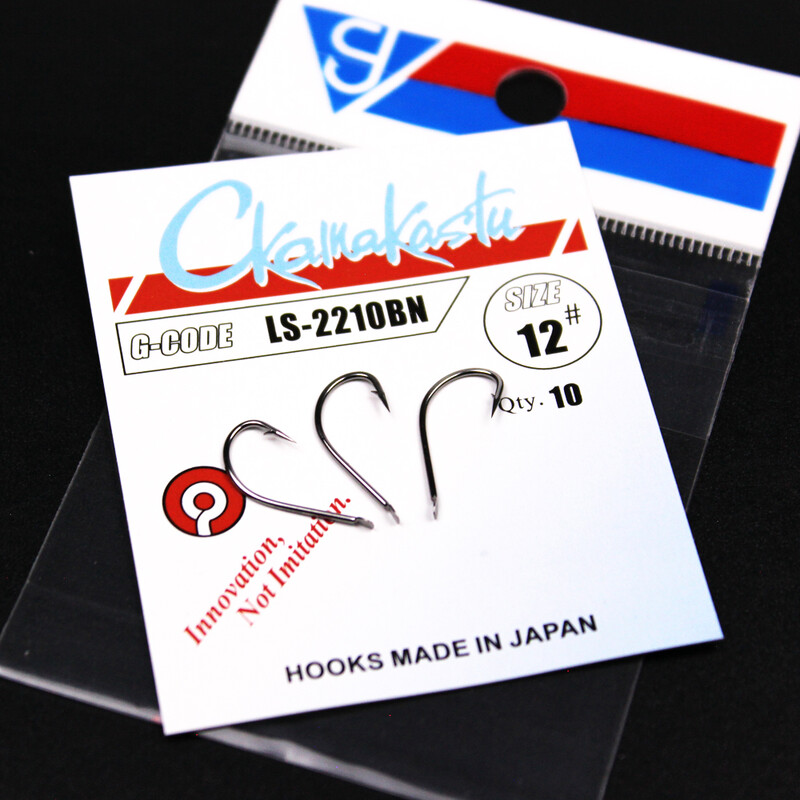 Ckamakastu
G-CODE LS-2210BN
SIZE
12#
Qty. 10
Innovation,
Not Imitation.
HOOKS MADE IN JAPAN